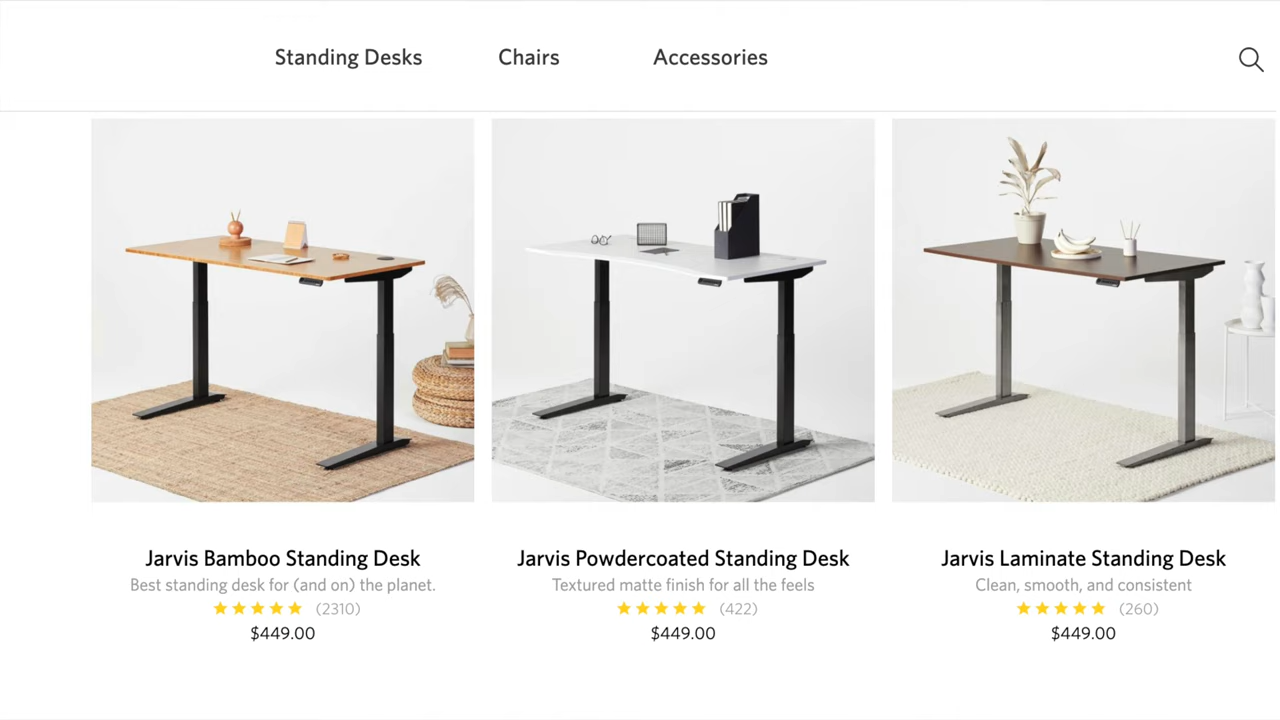 Standing Desks Chairs Accessories
Jarvis Bamboo Standing Desk
Best standing desk for (and on) the planet.
(2310)
$449.00
Jarvis Powdercoated Standing Desk
Textured matte finish for all the feels
(422)
$449.00
Jarvis Laminate Standing Desk
Clean, smooth, and consistent
(260)
$449.00